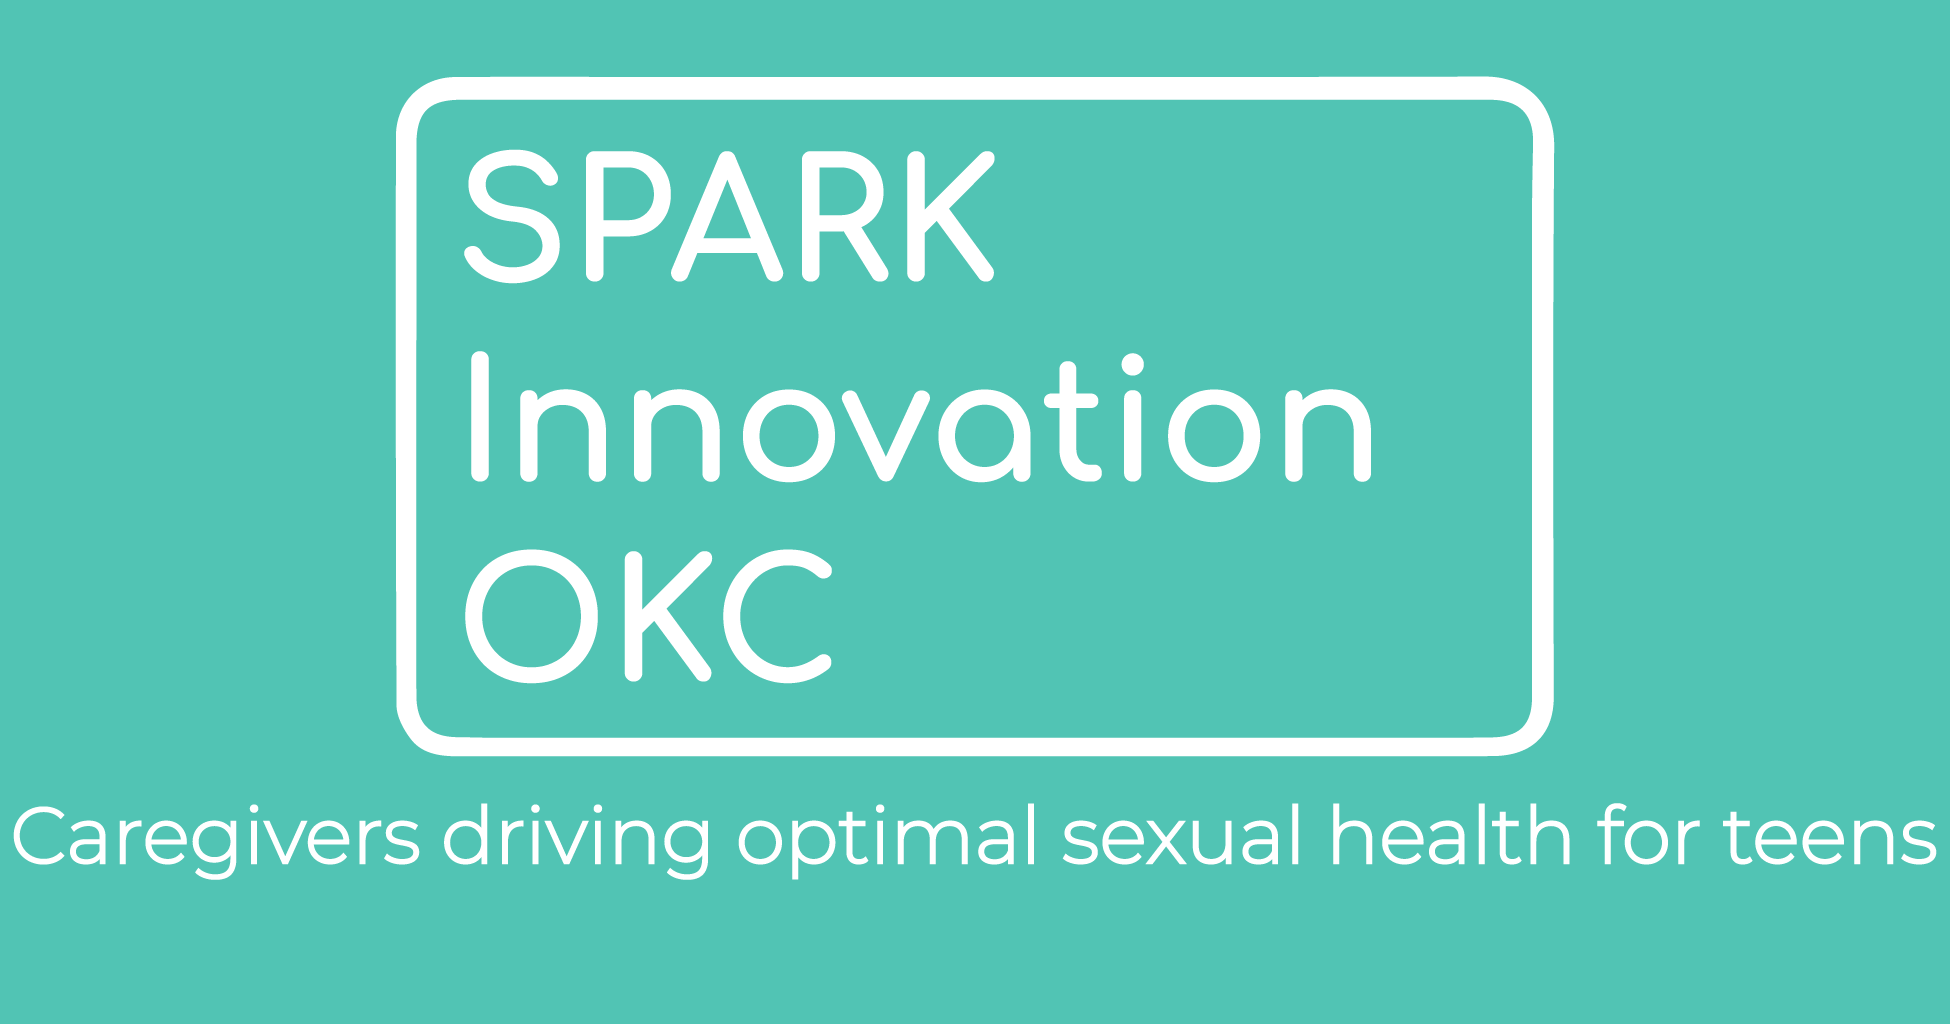 SPARK
Innovation
OKC
Caregivers driving optimal sexual health for teens